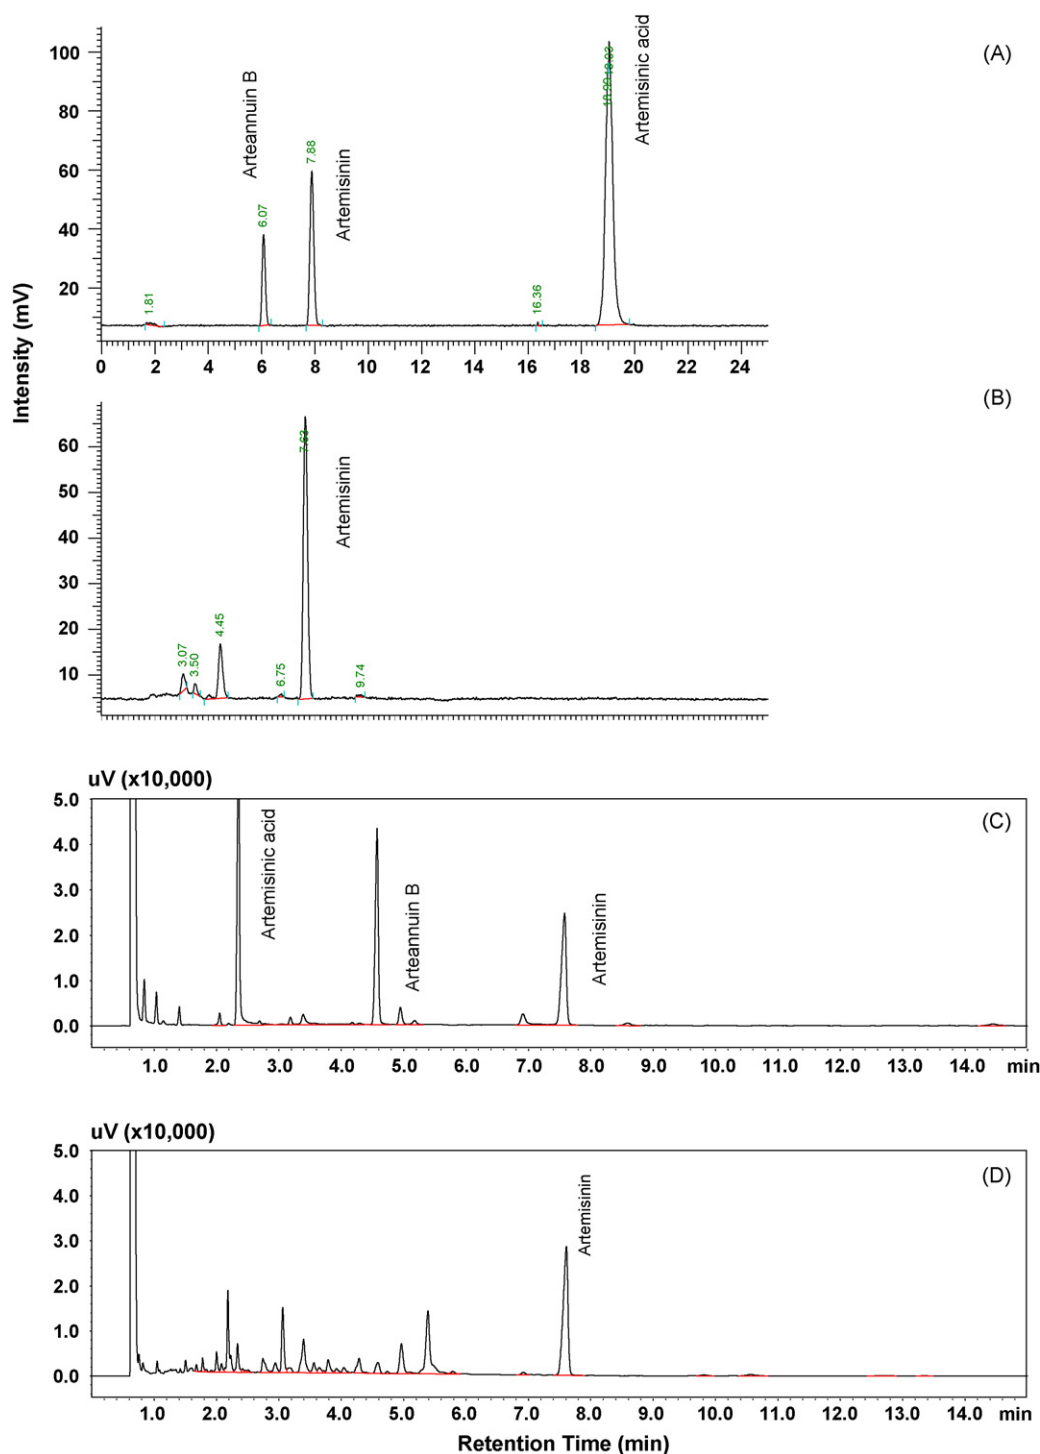 (A)
Intensity (mV)
100
80
60
40
20
1.81
6.07
Arteannuin B
7.88
Artemisinin
16.36
Artemisinic acid
0 2 4 6 8 10 12 14 16 18 20 22 24
(B)
60
50
40
30
20
10
3.07
3.50
4.45
6.75
7.63
Artemisinin
9.74
uV (x10,000)
(C)
5.0
4.0
3.0
2.0
1.0
0.0
Artemisinic acid
Arteannuin B
Artemisinin
1.0 2.0 3.0 4.0 5.0 6.0 7.0 8.0 9.0 10.0 11.0 12.0 13.0 14.0 min
uV (x10,000)
(D)
5.0
4.0
3.0
2.0
1.0
0.0
Artemisinin
1.0 2.0 3.0 4.0 5.0 6.0 7.0 8.0 9.0 10.0 11.0 12.0 13.0 14.0 min
Retention Time (min)